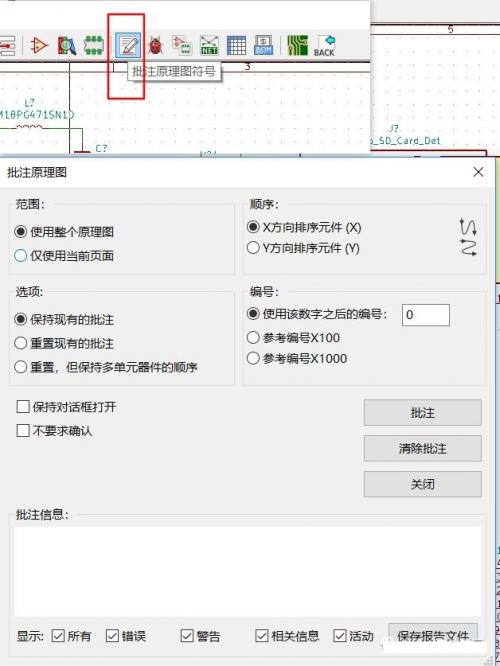 5
NET
BOM
BACK
批注原理图符号
3
L?
M18PG471SN1D
J?
o_SD_Card_Det
C?
批注原理图
范围:
使用整个原理图
仅使用当前页面
顺序:
X方向排序元件 (X)
Y方向排序元件 (Y)
选项:
保持现有的批注
重置现有的批注
重置，但保持多单元器件的顺序
编号:
使用该数字之后的编号: 0
参考编号X100
参考编号X1000
保持对话框打开
不要求确认
批注
清除批注
关闭
批注信息:
显示: 所有 错误 警告 相关信息 活动 保存报告文件